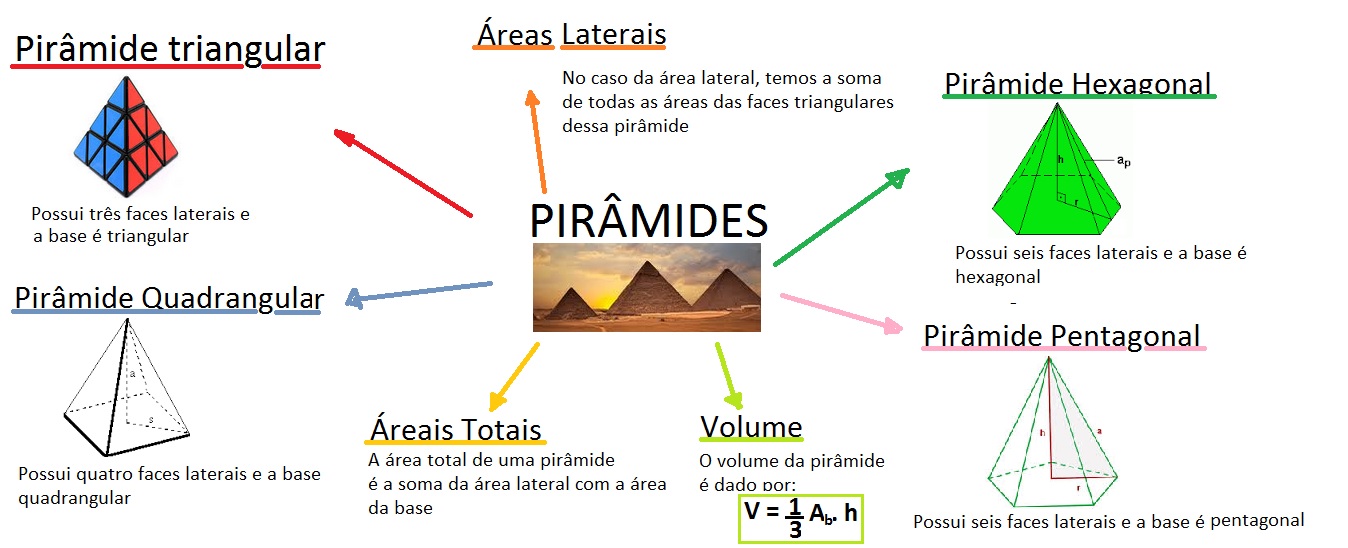 Pirâmide triangular
Possui três faces laterais e
a base é triangular
Áreas Laterais
No caso da área lateral, temos a soma
de todas as áreas das faces triangulares
dessa pirâmide
Pirâmide Hexagonal
h
ap
r
Possui seis faces laterais e a base é
hexagonal
-
PIRÂMIDES
Pirâmide Quadrangular
a
s
Possui quatro faces laterais e a base
quadrangular
Áreais Totais
A área total de uma pirâmide
é a soma da área lateral com a área
da base
Volume
O volume da pirâmide
é dado por:
V = 1/3 Ab. h
Pirâmide Pentagonal
h
a
r
Possui seis faces laterais e a base é pentagonal